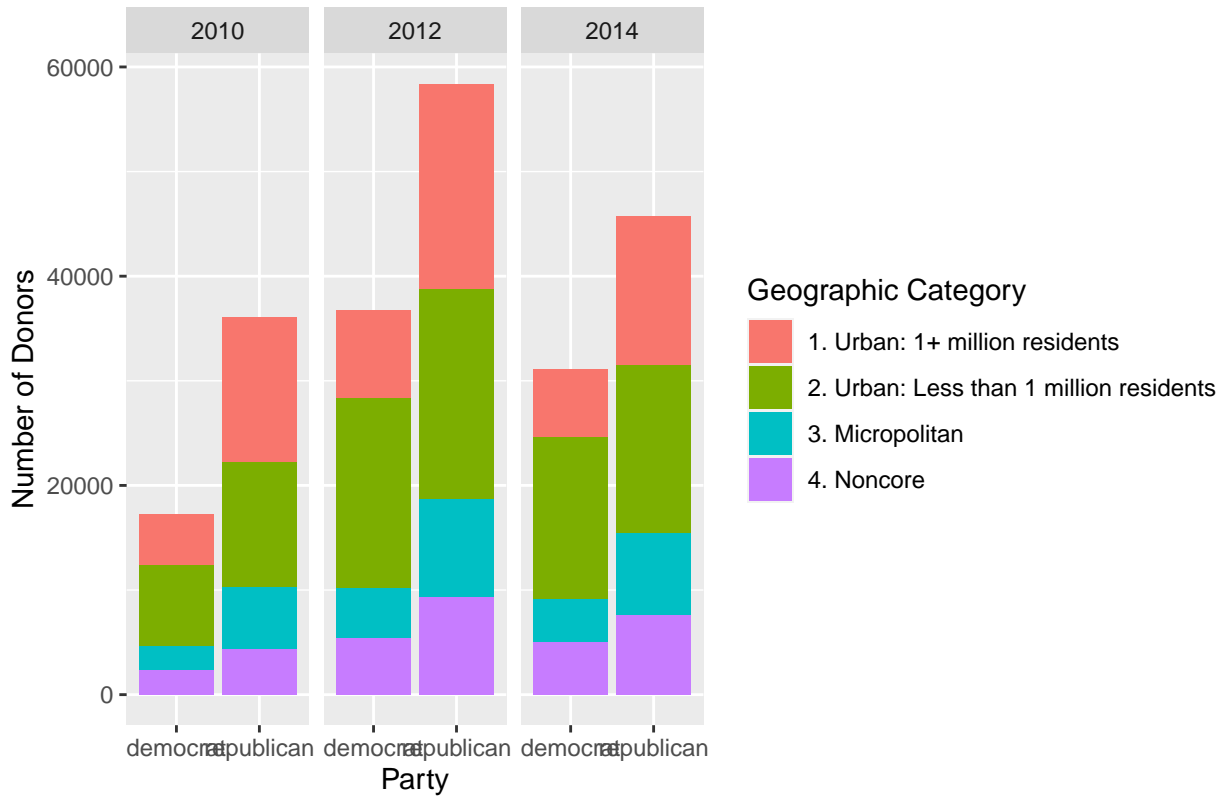 2010
2012
2014
60000
40000
20000
0
Number of Donors
democrat republican democrat republican democrat republican
Party
Geographic Category
1. Urban: 1+ million residents
2. Urban: Less than 1 million residents
3. Micropolitan
4. Noncore